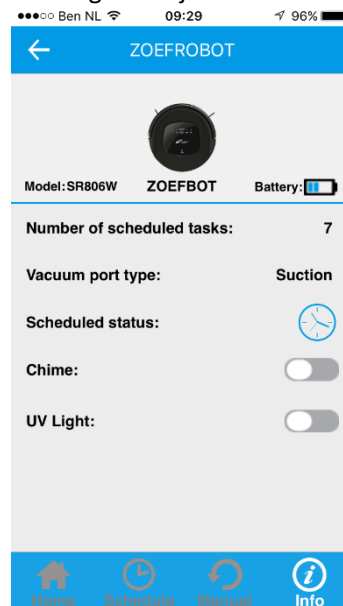 Ben NL 09:29 96%
ZOEFROBOT
Model:SR806W ZOEFBOT Battery:
Number of scheduled tasks: 7
Vacuum port type: Suction
Scheduled status:
Chime:
UV Light:
Home Schedule Manual Info